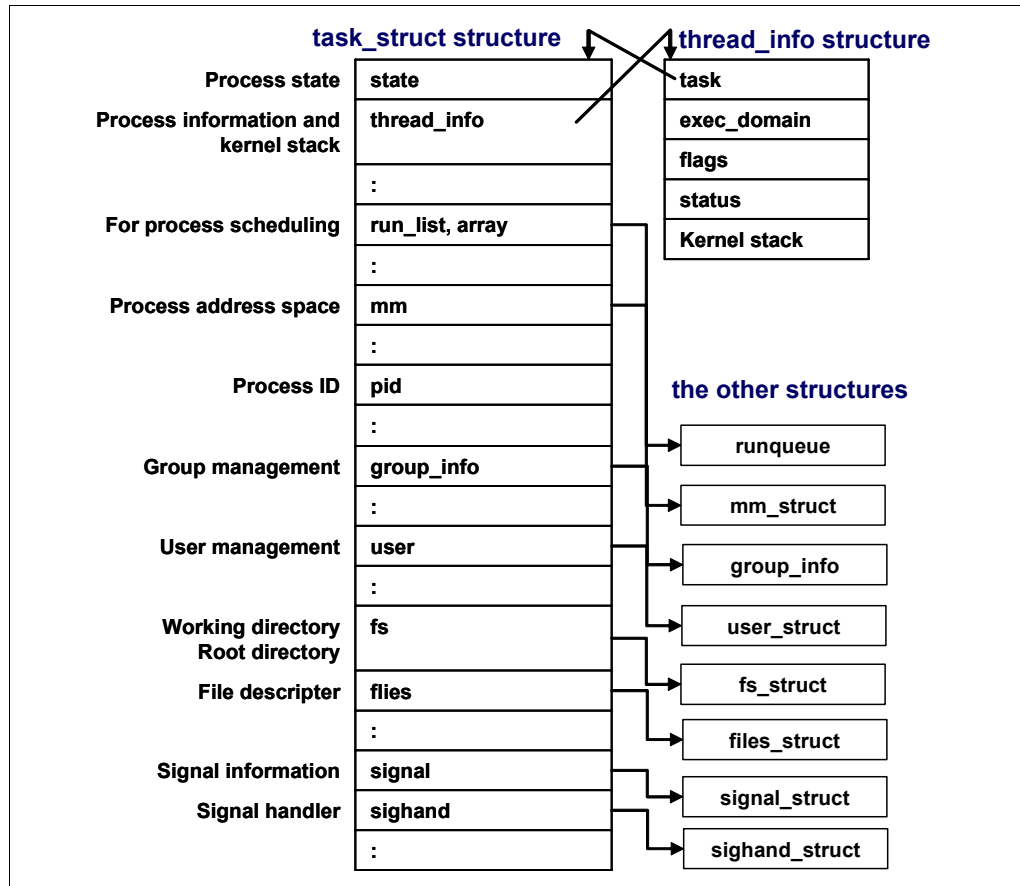 task_struct structure
thread_info structure
Process state
state
task
Process information and
kernel stack
thread_info
exec_domain
flags
:
status
For process scheduling
run_list, array
Kernel stack
:
Process address space
mm
:
Process ID
pid
the other structures
:
runqueue
Group management
group_info
:
mm_struct
User management
user
group_info
:
Working directory
Root directory
fs
user_struct
File descripter
flies
fs_struct
:
files_struct
Signal information
signal
signal_struct
Signal handler
sighand
:
sighand_struct